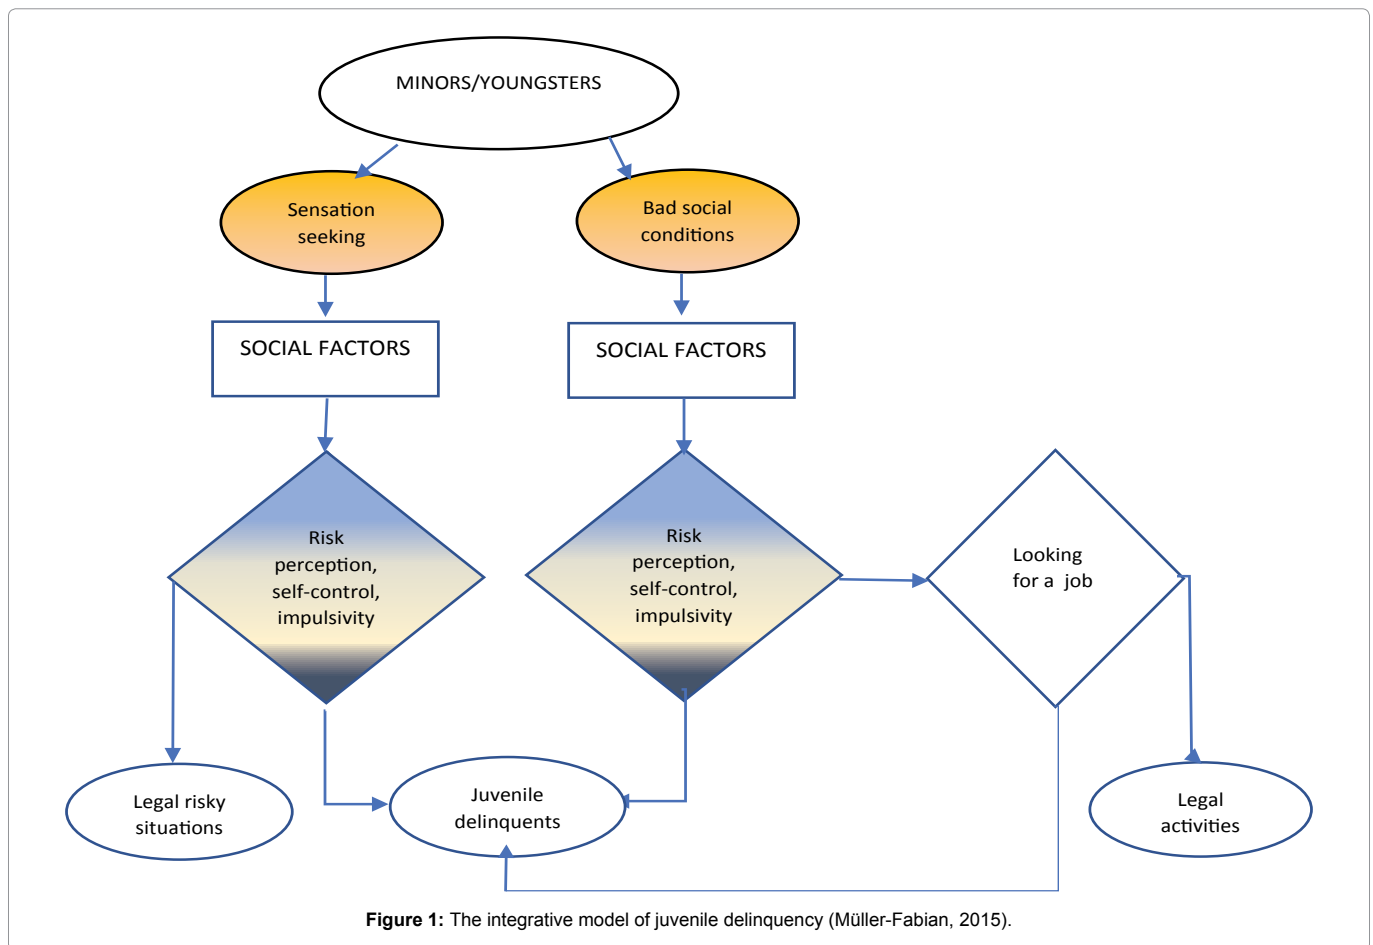 MINORS/YOUNGSTERS
Sensation
seeking
Bad social
conditions
SOCIAL FACTORS
SOCIAL FACTORS
Risk
perception,
self-control,
impulsivity
Risk
perception,
self-control,
impulsivity
Looking
for a job
Legal risky
situations
Juvenile
delinquents
Legal
activities
Figure 1: The integrative model of juvenile delinquency (Müller-Fabian, 2015).